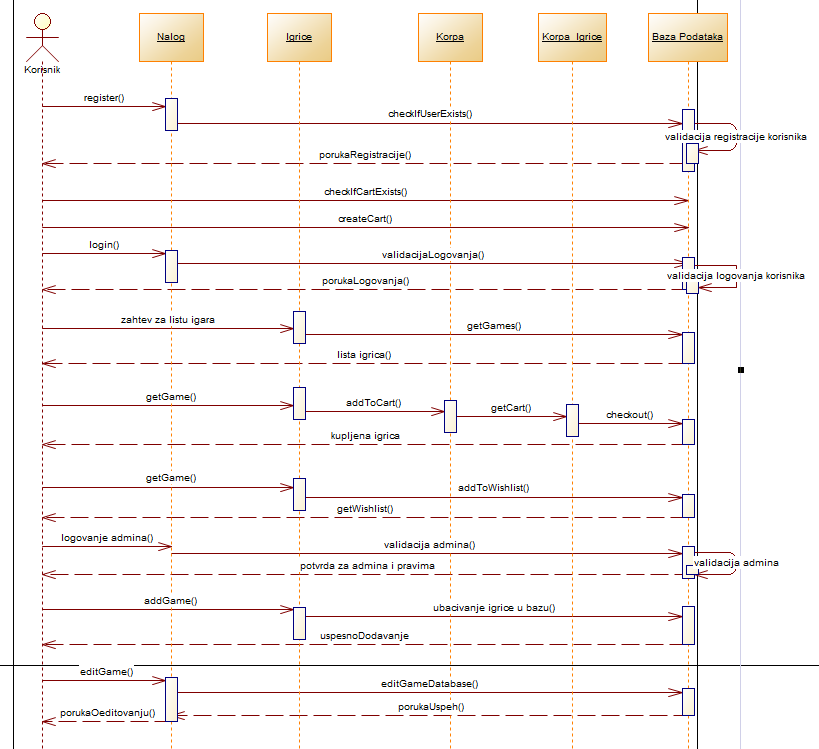 Nalog
Igrice
Korpa
Korpa_Igrice
Baza Podataka
Korisnik
register()
checkIfUserExists()
validacija registracije korisnika
porukaRegistracije()
checkIfCartExists()
createCart()
login()
validacijaLogovanja()
validacija logovanja korisnika
porukaLogovanja()
zahtev za listu igara
getGames()
lista igrica()
getGame()
addToCart()
getCart()
checkout()
kupljena igrica
getGame()
addToWishlist()
getWishlist()
logovanje admina()
validacija admina()
validacija admina
potvrda za admina i pravima
addGame()
ubacivanje igrice u bazu()
uspesnoDodavanje
editGame()
editGameDatabase()
porukaUspeh()
porukaOeditovanju()